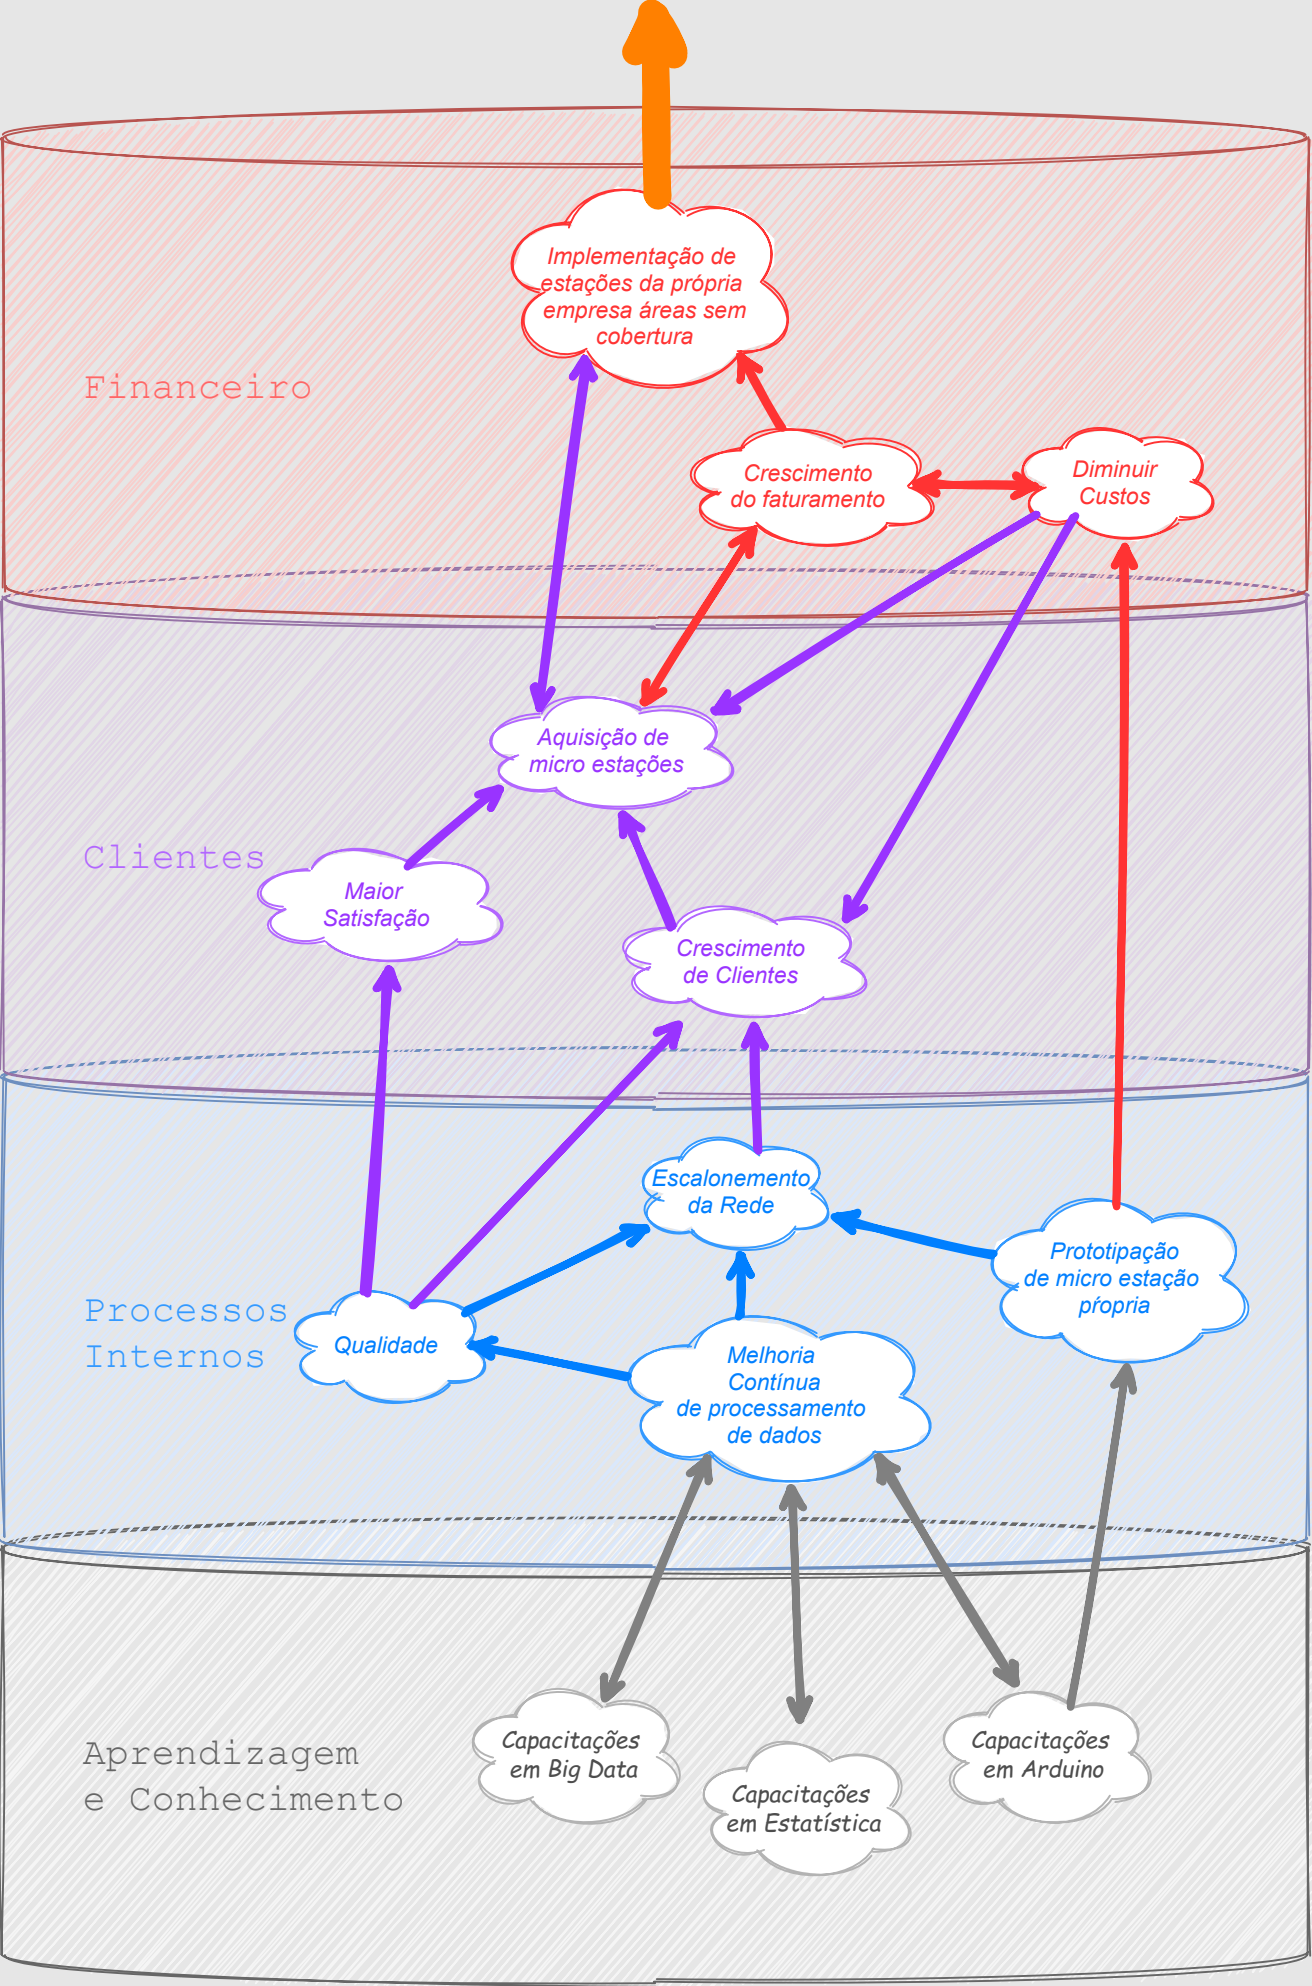 Implementação de
estações da própria
empresa áreas sem
cobertura
Financeiro
Crescimento
do faturamento
Diminuir
Custos
Aquisição de
micro estações
Clientes
Maior
Satisfação
Crescimento
de Clientes
Escalonemento
da Rede
Prototipação
de micro estação
pŕopria
Processos
Internos
Qualidade
Melhoria
Contínua
de processamento
de dados
Aprendizagem
e Conhecimento
Capacitações
em Big Data
Capacitações
em Estatística
Capacitações
em Arduino